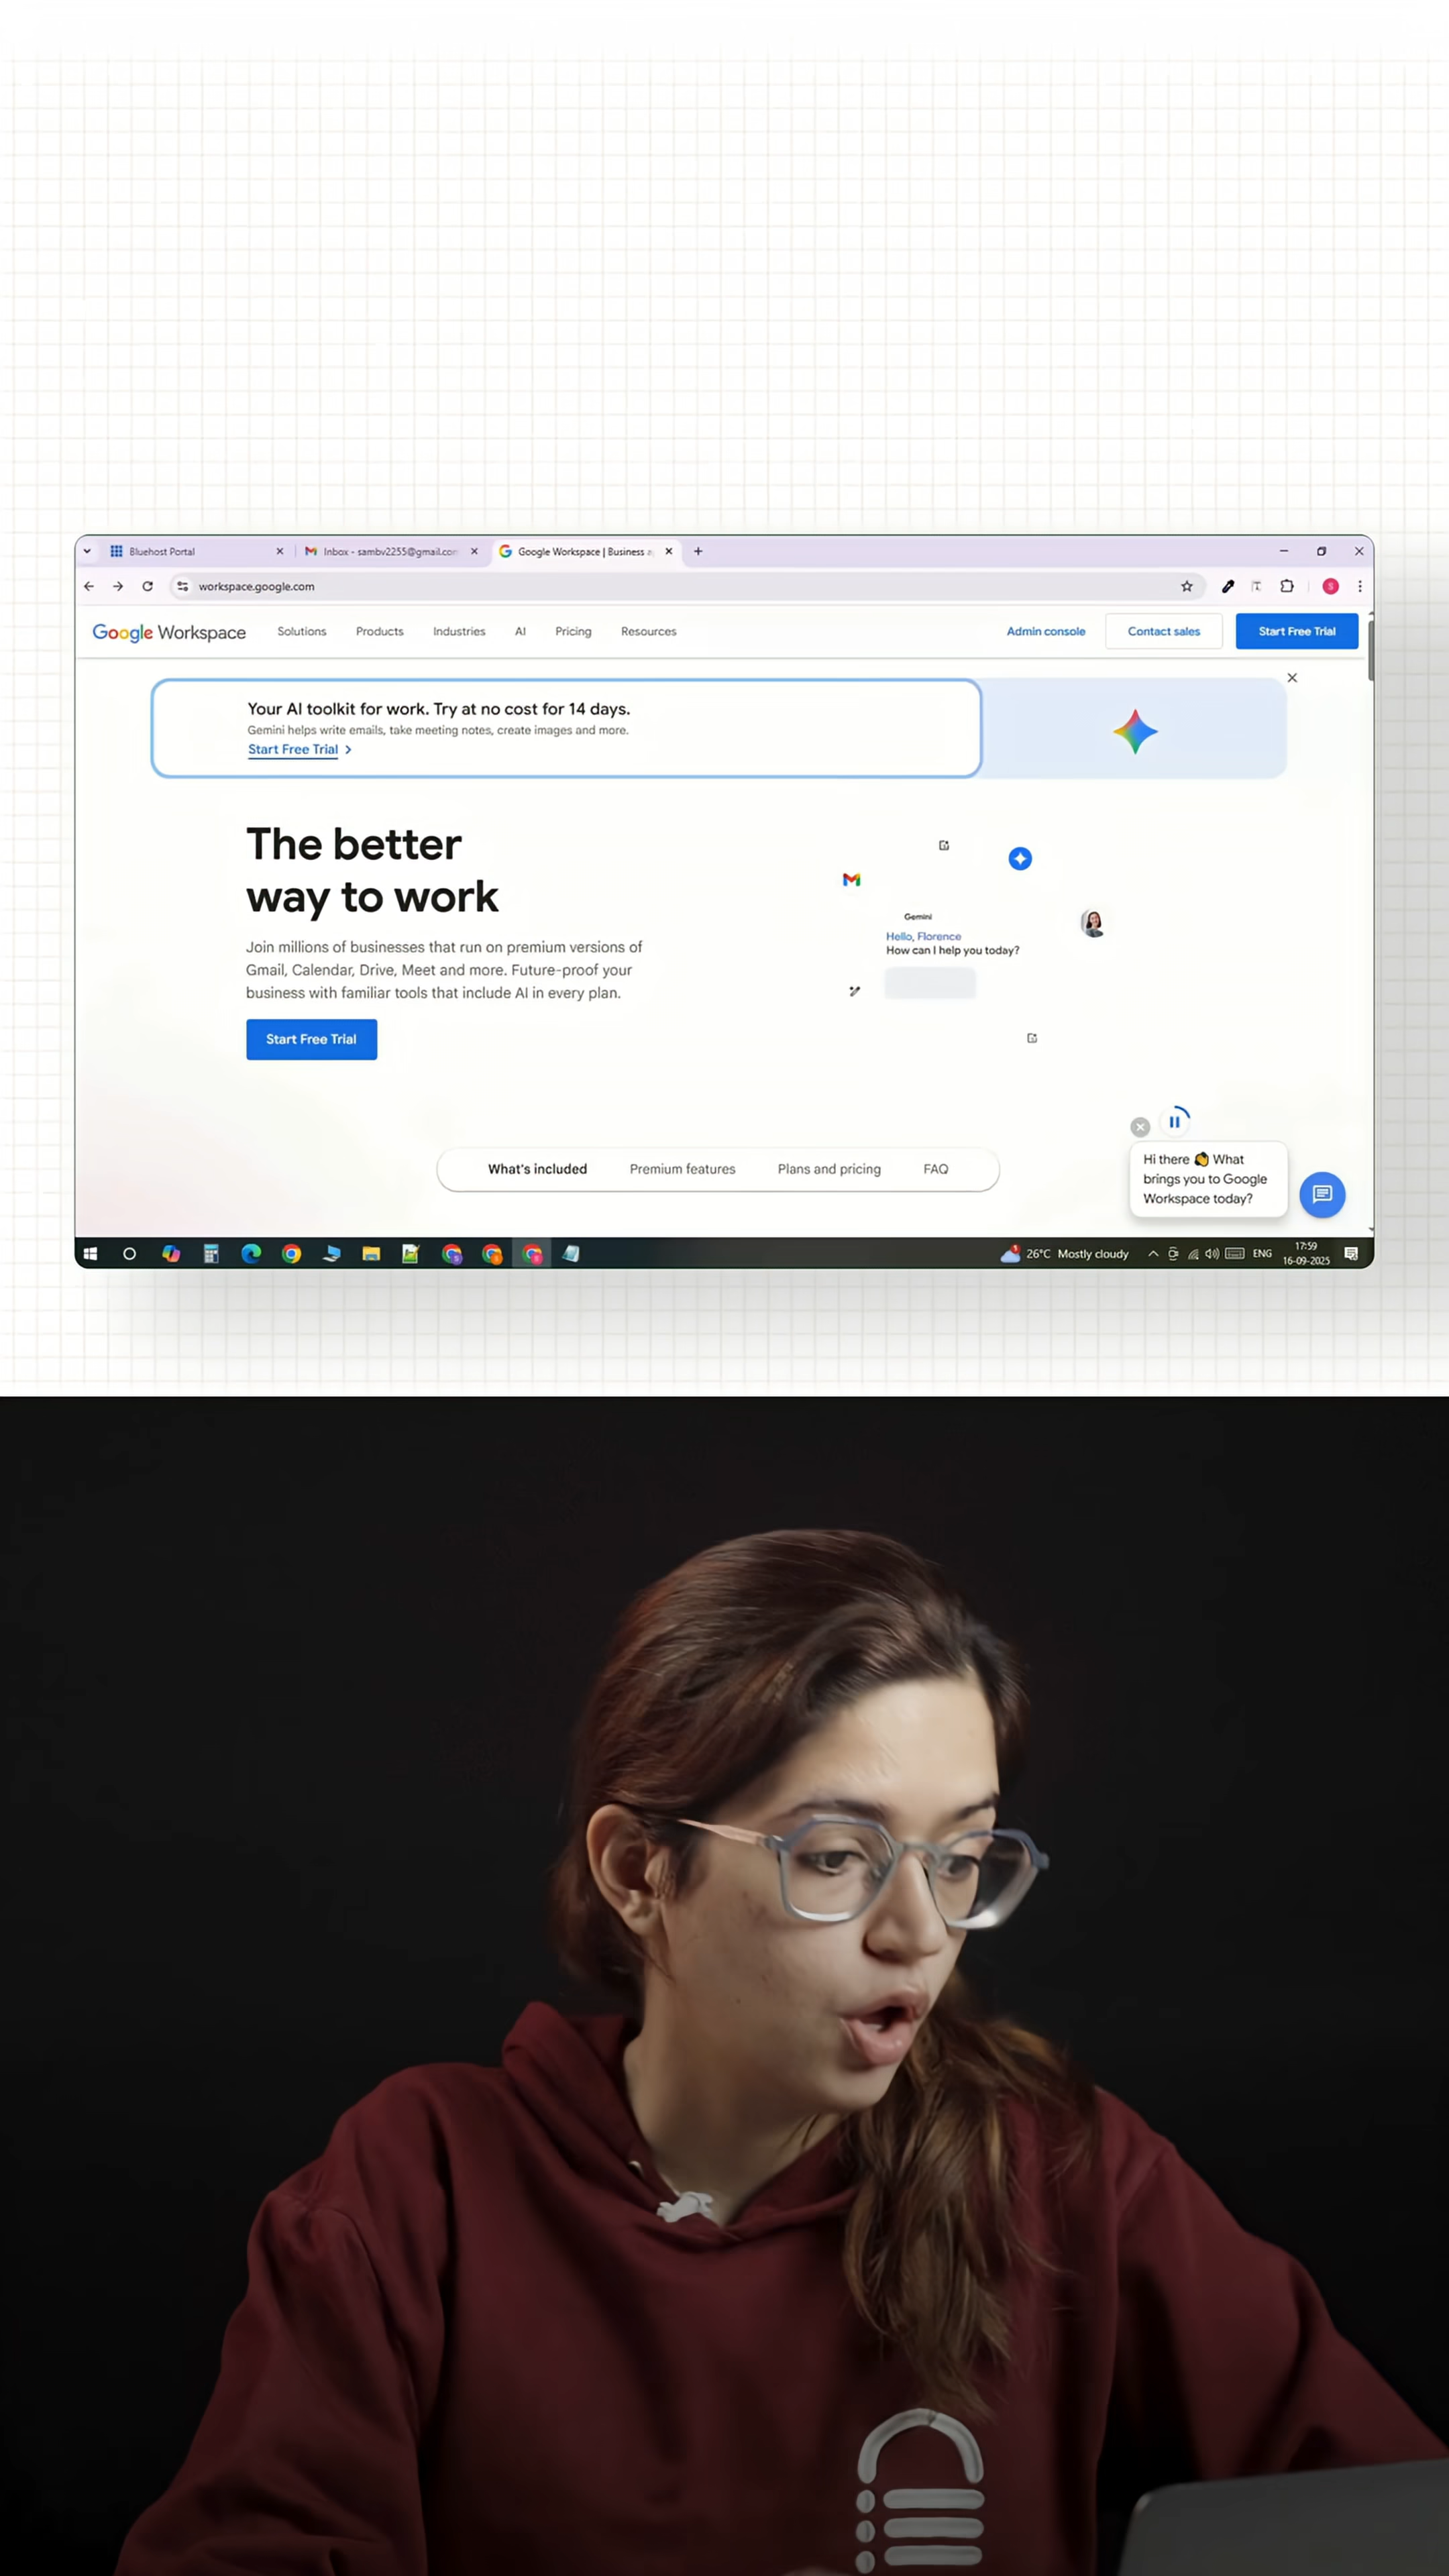 Bluehost Portal
Inbox - sambv2255@gmail.com
Google Workspace | Business a
workspace.google.com
S
Google Workspace
Solutions
Products
Industries
AI
Pricing
Resources
Admin console
Contact sales
Start Free Trial
Your AI toolkit for work. Try at no cost for 14 days.
Gemini helps write emails, take meeting notes, create images and more.
Start Free Trial
The better
way to work
Join millions of businesses that run on premium versions of
Gmail, Calendar, Drive, Meet and more. Future-proof your
business with familiar tools that include AI in every plan.
Start Free Trial
Gemini
Hello, Florence
How can I help you today?
What's included
Premium features
Plans and pricing
FAQ
Hi there 👋 What
brings you to Google
Workspace today?
26°C Mostly cloudy
ENG
17:59
16-09-2025